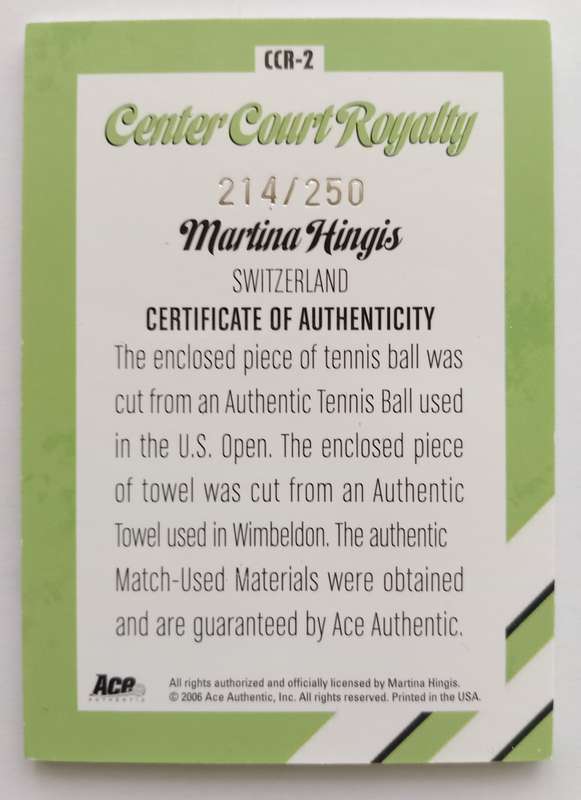 CCR-2
Center Court Royalty
214/250
Martina Hingis
SWITZERLAND
CERTIFICATE OF AUTHENTICITY
The enclosed piece of tennis ball was
cut from an Authentic Tennis Ball used
in the U.S. Open. The enclosed piece
of towel was cut from an Authentic
Towel used in Wimbeldon. The authentic
Match-Used Materials were obtained
and are guaranteed by Ace Authentic.
ACE
AUTHENTIC
All rights authorized and officially licensed by Martina Hingis.
© 2006 Ace Authentic, Inc. All rights reserved. Printed in the USA.